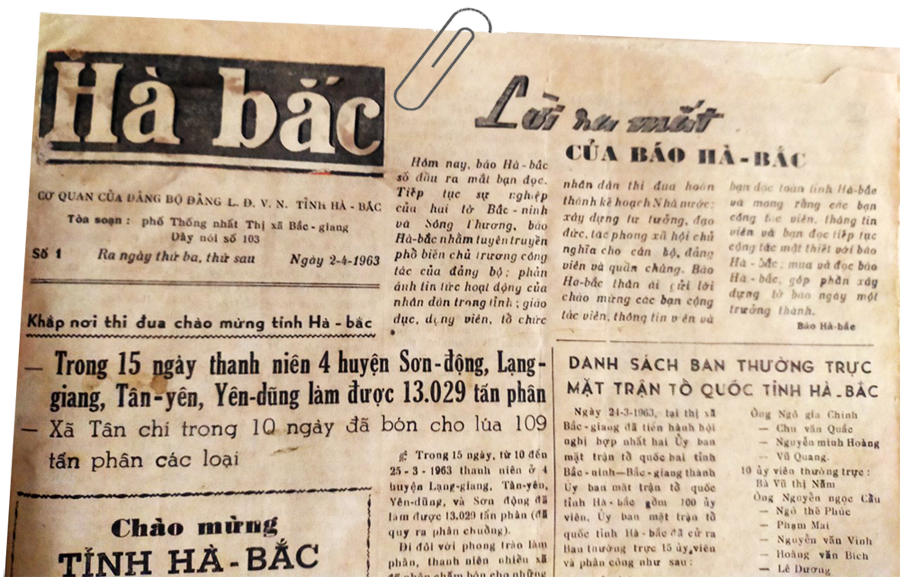 Hà bắc
CƠ QUAN CỦA ĐẢNG BỘ ĐẢNG L. Đ. V. N. TỈNH HÀ - BẮC
Tòa soạn : phố Thống nhất Thị xã Bắc - giang
Dây nói số 103
Số 1 Ra ngày thứ ba, thứ sau Ngày 2-4-1963
Lời ra mắt
CỦA BÁO HÀ - BẮC
Hôm nay, báo Hà - bắc
số đầu ra mắt bạn đọc.
Tiếp tục sự nghiệp
của hai tờ Bắc - ninh
và Sông Thương, báo
Hà-bắc nhằm tuyên truyền
phổ biến chủ trương công
tác của đảng bộ ; phản
ánh tin tức hoạt động của
nhân dân trong tỉnh ; giáo
dục, động viên, tổ chức
nhân dân thi đua hoàn
thành kế hoạch Nhà nước;
xây dựng tư tưởng, đạo
đức, tác phong xã hội chủ
nghĩa cho cán bộ, đảng
viên và quần chúng. Báo
Hà-bắc thân ái gửi lời
chào mừng các bạn cộng
tác viên, thông tin viên và
bạn đọc toàn tỉnh Hà-bắc
và mong rằng các bạn
cộng tác viên, thông tin
viên và bạn đọc tiếp tục
cộng tác mật thiết với báo
Hà - bắc ; mua và đọc báo
Hà - bắc, góp phần xây
dựng tờ báo ngày một
trưởng thành.
Báo Hà-bắc
Khắp nơi thi đua chào mừng tỉnh Hà - bắc
— Trong 15 ngày thanh niên 4 huyện Sơn-động, Lạng-
giang, Tân-yên, Yên-dũng làm được 13.029 tấn phân
— Xã Tân chi trong 10 ngày đã bón cho lúa 109
tấn phân các loại
Trong 15 ngày, từ 10 đến
25 - 3 - 1963 thanh niên ở 4
huyện Lạng-giang, Tân-yên,
Yên-dũng, và Sơn động đã
làm được 13.029 tấn phân (đã
quy ra phân chuồng).
Đi đôi với phong trào làm
phân, thanh niên nhiều xã
Chào mừng
TỈNH HÀ-BẮC
DANH SÁCH BAN THƯỜNG TRỰC
MẶT TRẬN TỔ QUỐC TỈNH HÀ-BẮC
Ngày 24-3-1963, tại thị xã
Bắc-giang đã tiến hành hội
nghị hợp nhất hai Ủy ban
mặt trận tổ quốc hai tỉnh
Bắc-ninh—Bắc-giang thành
Ủy ban mặt trận tổ quốc
tỉnh Hà-bắc gồm 100 ủy
viên. Ủy ban mặt trận tổ
quốc tỉnh Hà-bắc đã cử ra
Ban thường trực 15 ủy viên
và phân công như sau :
Ông Ngô gia Chinh
— Chu văn Quắc
— Nguyễn minh Hoàng
— Vũ Quang.
10 ủy viên thường trực :
Bà Vũ thị Năm
Ông Nguyễn ngọc Cầu
— Ngô thế Phúc
— Phạm Mai
— Nguyễn văn Vinh
— Hoàng văn Bích
— Lê Dương